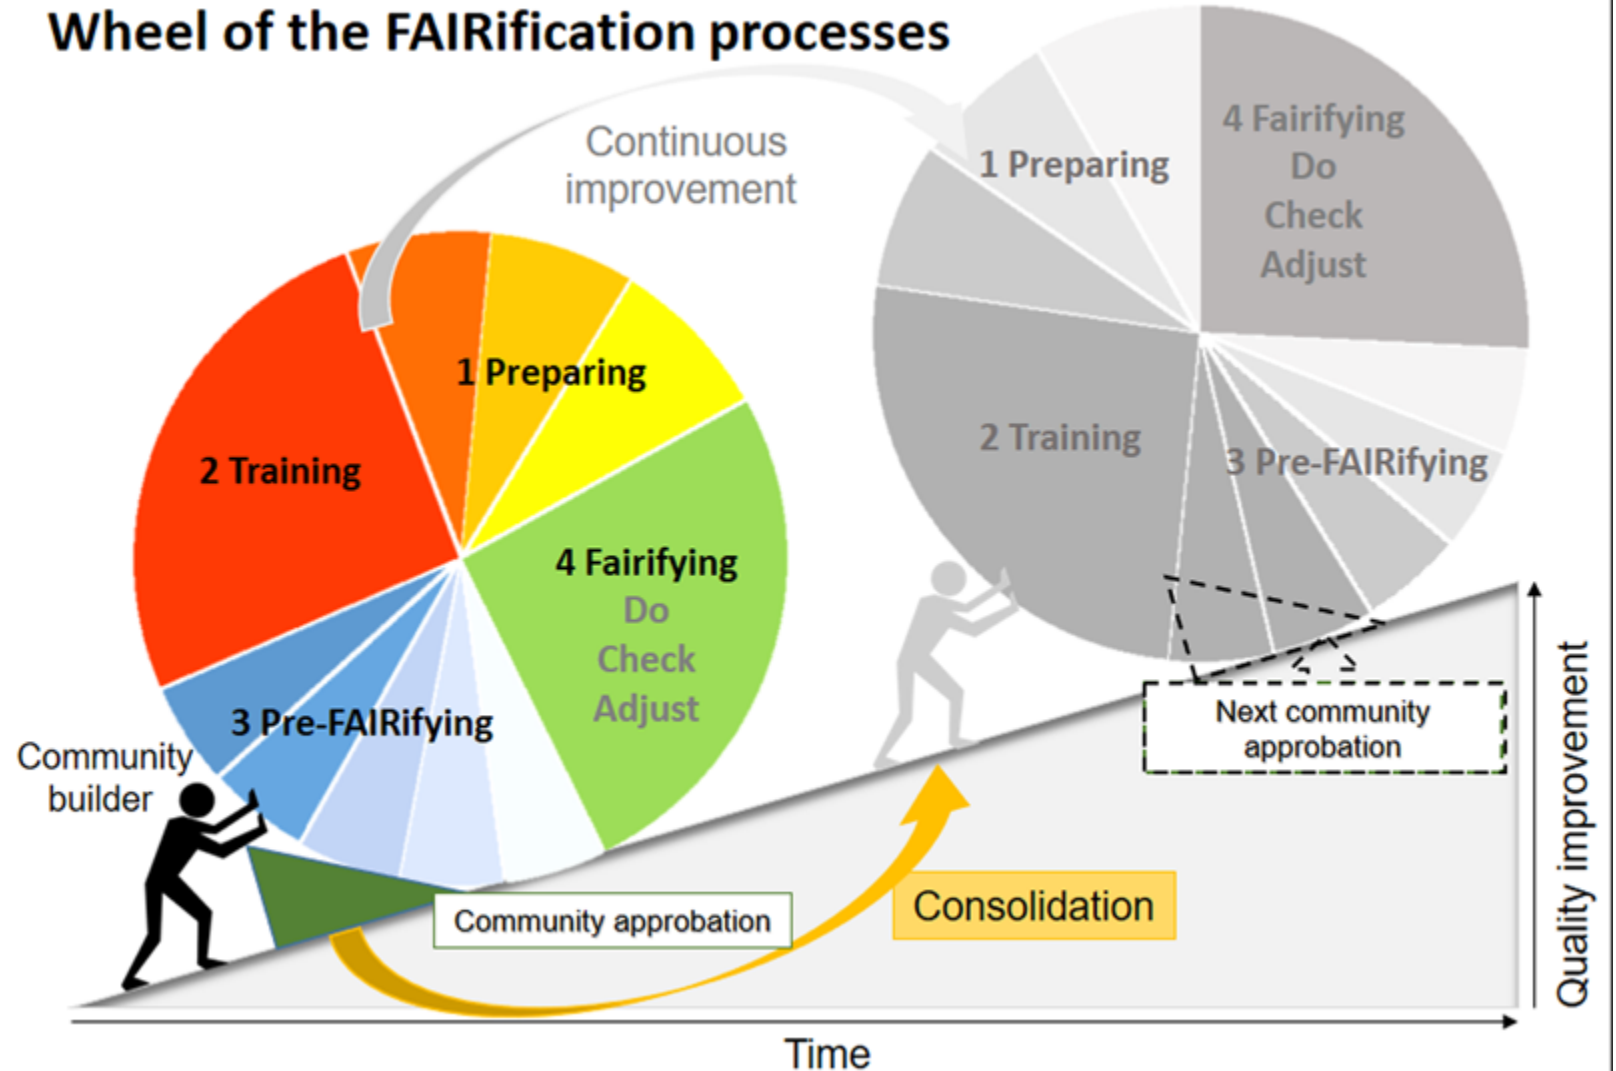 Wheel of the FAIRification processes
Continuous
improvement
1 Preparing
4 Fairifying
Do
Check
Adjust
2 Training
3 Pre-FAIRifying
1 Preparing
2 Training
4 Fairifying
Do
Check
Adjust
3 Pre-FAIRifying
Community
builder
Next community
approbation
Community approbation
Consolidation
Quality improvement
Time